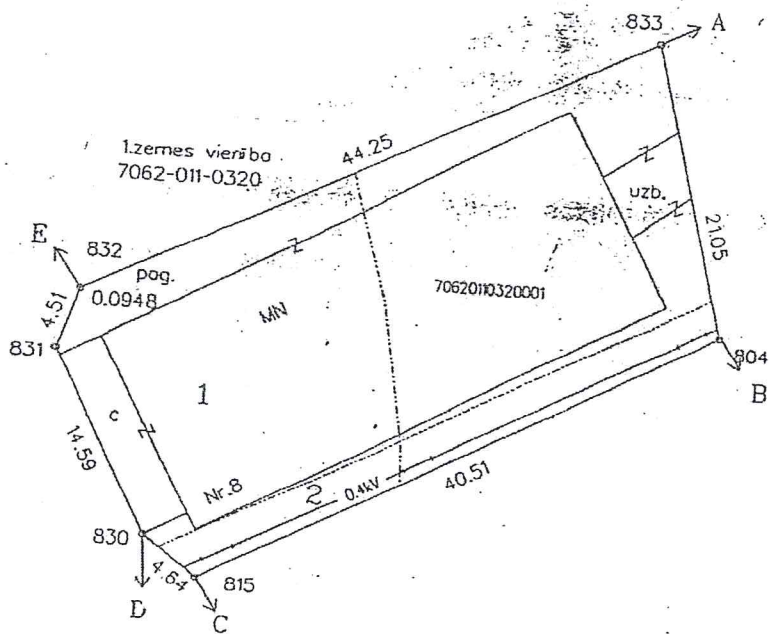 833
A
1.zemes vienība
7062-011-0320
44.25
E
832
pag.
0.0948
4.51
831
uzb.
21.05
MN
70620110320001
1
c
14.59
Nr.8
2
0.4kV
40.51
804
B
830
4.64
815
D
C